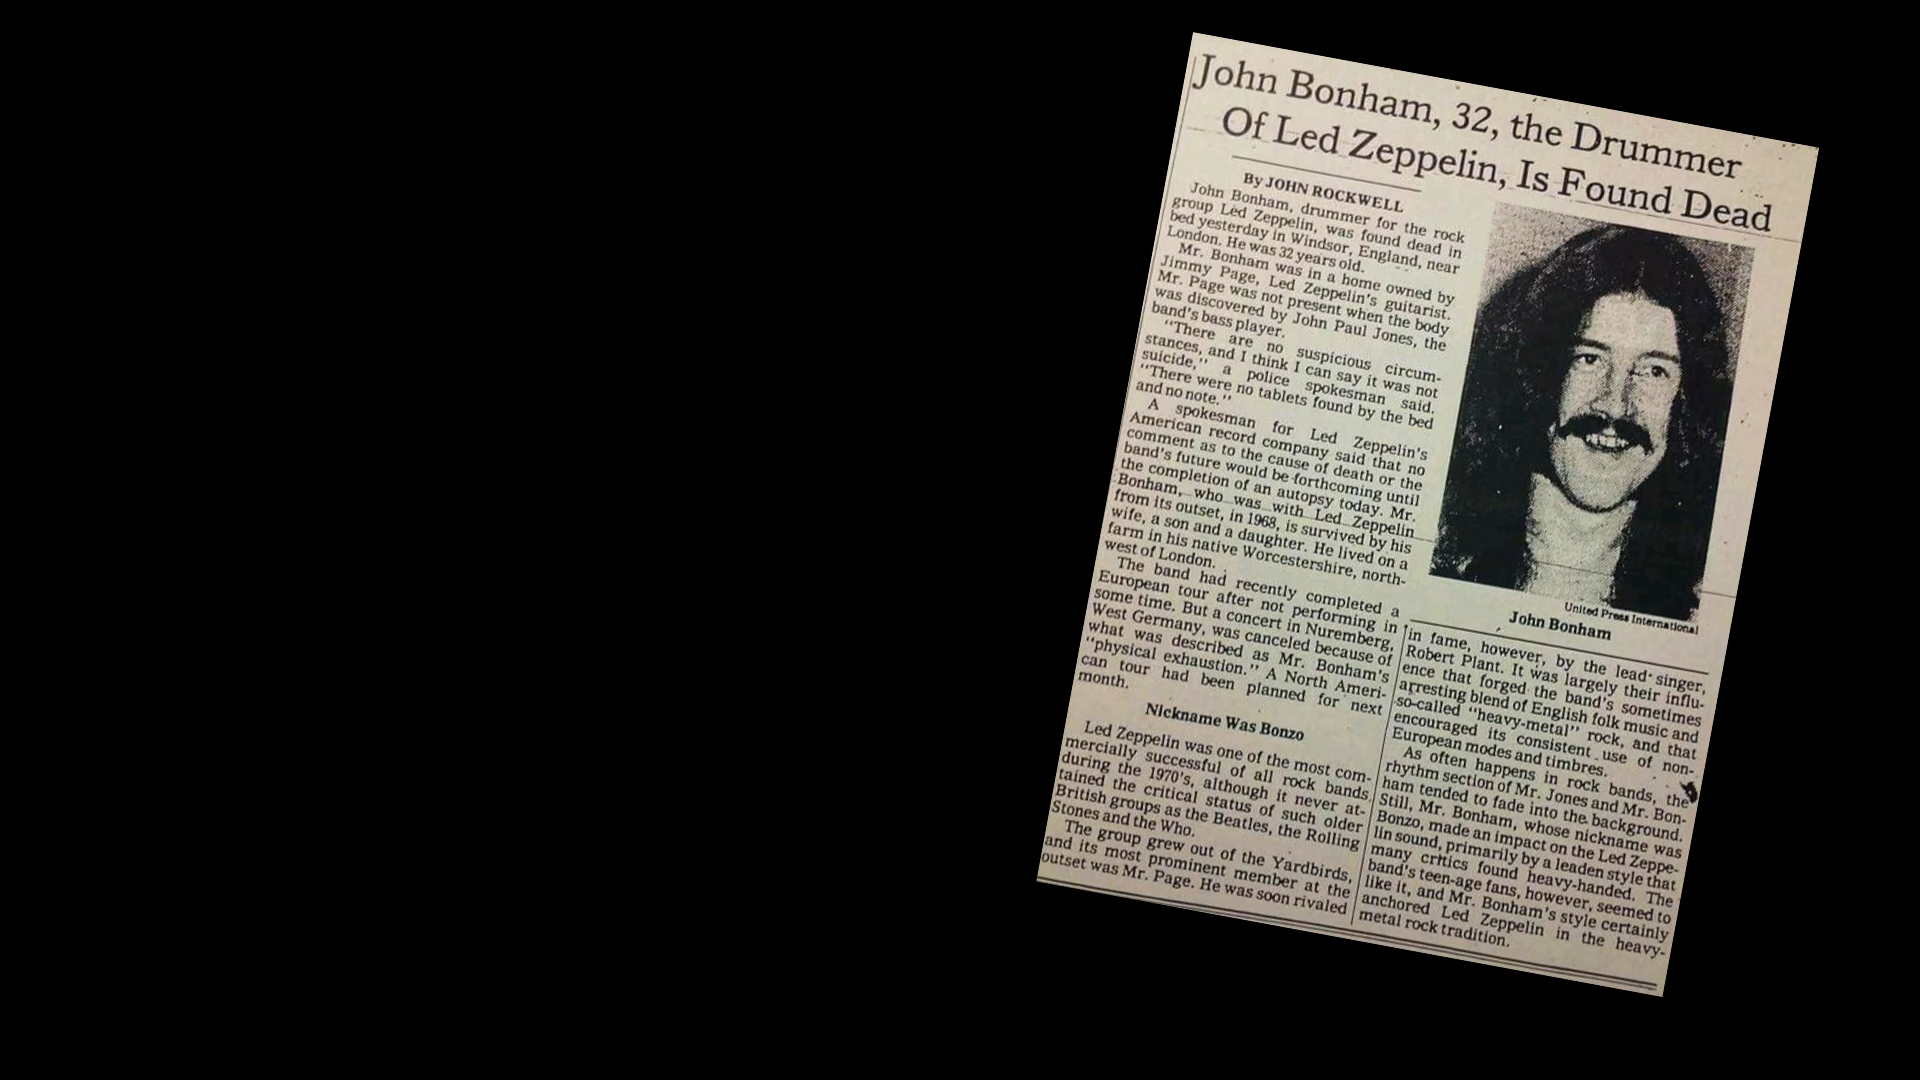 John Bonham, 32, the Drummer
Of Led Zeppelin, Is Found Dead
By JOHN ROCKWELL
John Bonham, drummer for the rock
group Led Zeppelin, was found dead in
bed yesterday in Windsor, England, near
London. He was 32 years old.
Mr. Bonham was in a home owned by
Jimmy Page, Led Zeppelin's guitarist.
Mr. Page was not present when the body
was discovered by John Paul Jones, the
band's bass player.
"There are no suspicious circum-
stances, and I think I can say it was not
suicide," a police spokesman said.
"There were no tablets found by the bed
and no note."
A spokesman for Led Zeppelin's
American record company said that no
comment as to the cause of death or the
band's future would be forthcoming until
the completion of an autopsy today. Mr.
Bonham, who was with Led Zeppelin
from its outset, in 1968, is survived by his
wife, a son and a daughter. He lived on a
farm in his native Worcestershire, north-
west of London.
The band had recently completed a
European tour after not performing in
some time. But a concert in Nuremberg,
West Germany, was canceled because of
what was described as Mr. Bonham's
"physical exhaustion." A North Ameri-
can tour had been planned for next
month.
Nickname Was Bonzo
Led Zeppelin was one of the most com-
mercially successful of all rock bands
during the 1970's, although it never at-
tained the critical status of such older
British groups as the Beatles, the Rolling
Stones and the Who.
The group grew out of the Yardbirds,
and its most prominent member at the
outset was Mr. Page. He was soon rivaled
United Press International
John Bonham
in fame, however, by the lead singer,
Robert Plant. It was largely their influ-
ence that forged the band's sometimes
arresting blend of English folk music and
so-called "heavy-metal" rock, and that
encouraged its consistent use of non-
European modes and timbres.
As often happens in rock bands, the
rhythm section of Mr. Jones and Mr. Bon-
ham tended to fade into the background.
Still, Mr. Bonham, whose nickname was
Bonzo, made an impact on the Led Zeppe-
lin sound, primarily by a leaden style that
many critics found heavy-handed. The
band's teen-age fans, however, seemed to
like it, and Mr. Bonham's style certainly
anchored Led Zeppelin in the heavy-
metal rock tradition.